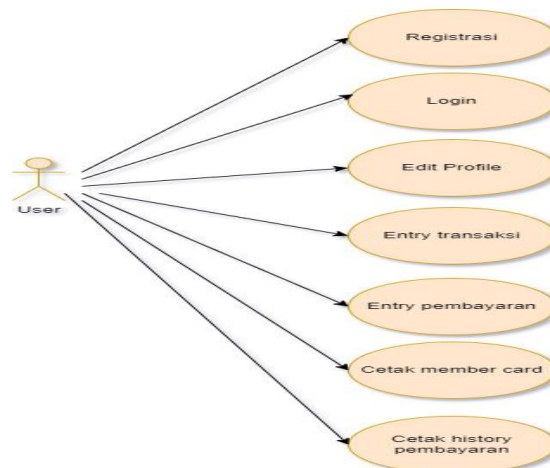 Registrasi
Login
Edit Profile
User
Entry transaksi
Entry pembayaran
Cetak member card
Cetak history
pembayaran